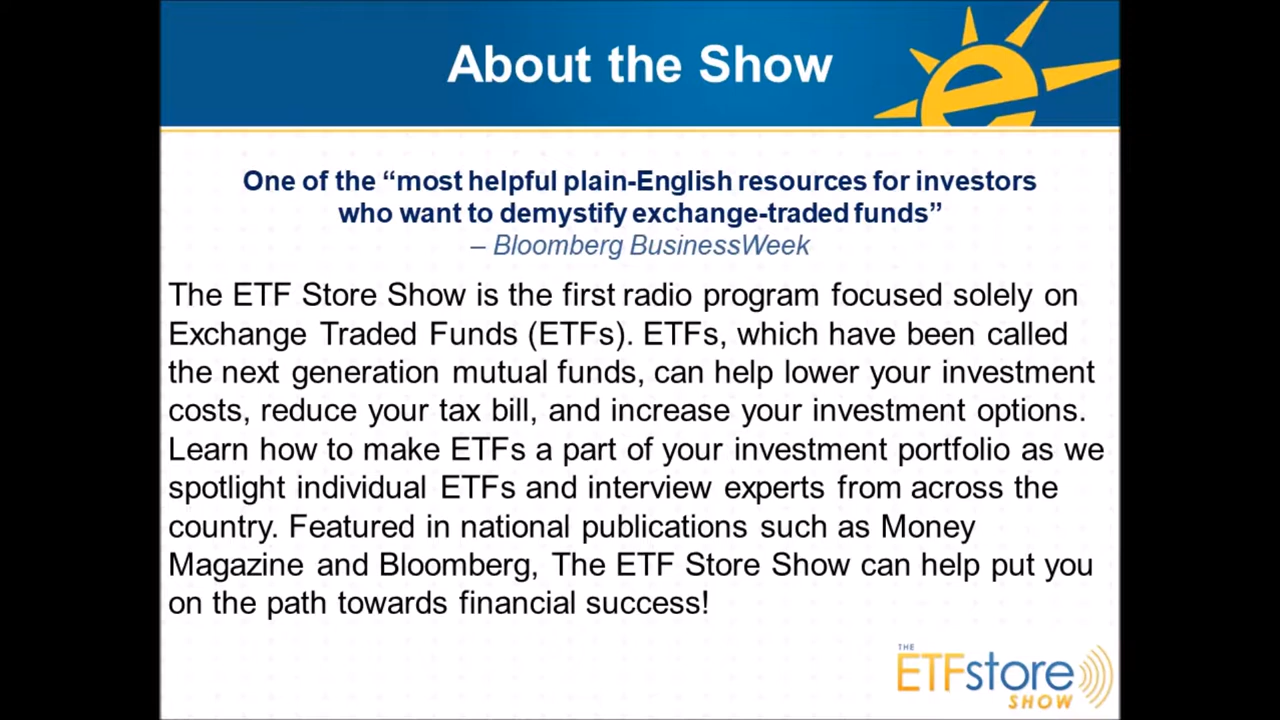 About the Show
One of the “most helpful plain-English resources for investors
who want to demystify exchange-traded funds”
– Bloomberg BusinessWeek
The ETF Store Show is the first radio program focused solely on
Exchange Traded Funds (ETFs). ETFs, which have been called
the next generation mutual funds, can help lower your investment
costs, reduce your tax bill, and increase your investment options.
Learn how to make ETFs a part of your investment portfolio as we
spotlight individual ETFs and interview experts from across the
country. Featured in national publications such as Money
Magazine and Bloomberg, The ETF Store Show can help put you
on the path towards financial success!
THE
ETFstore
SHOW